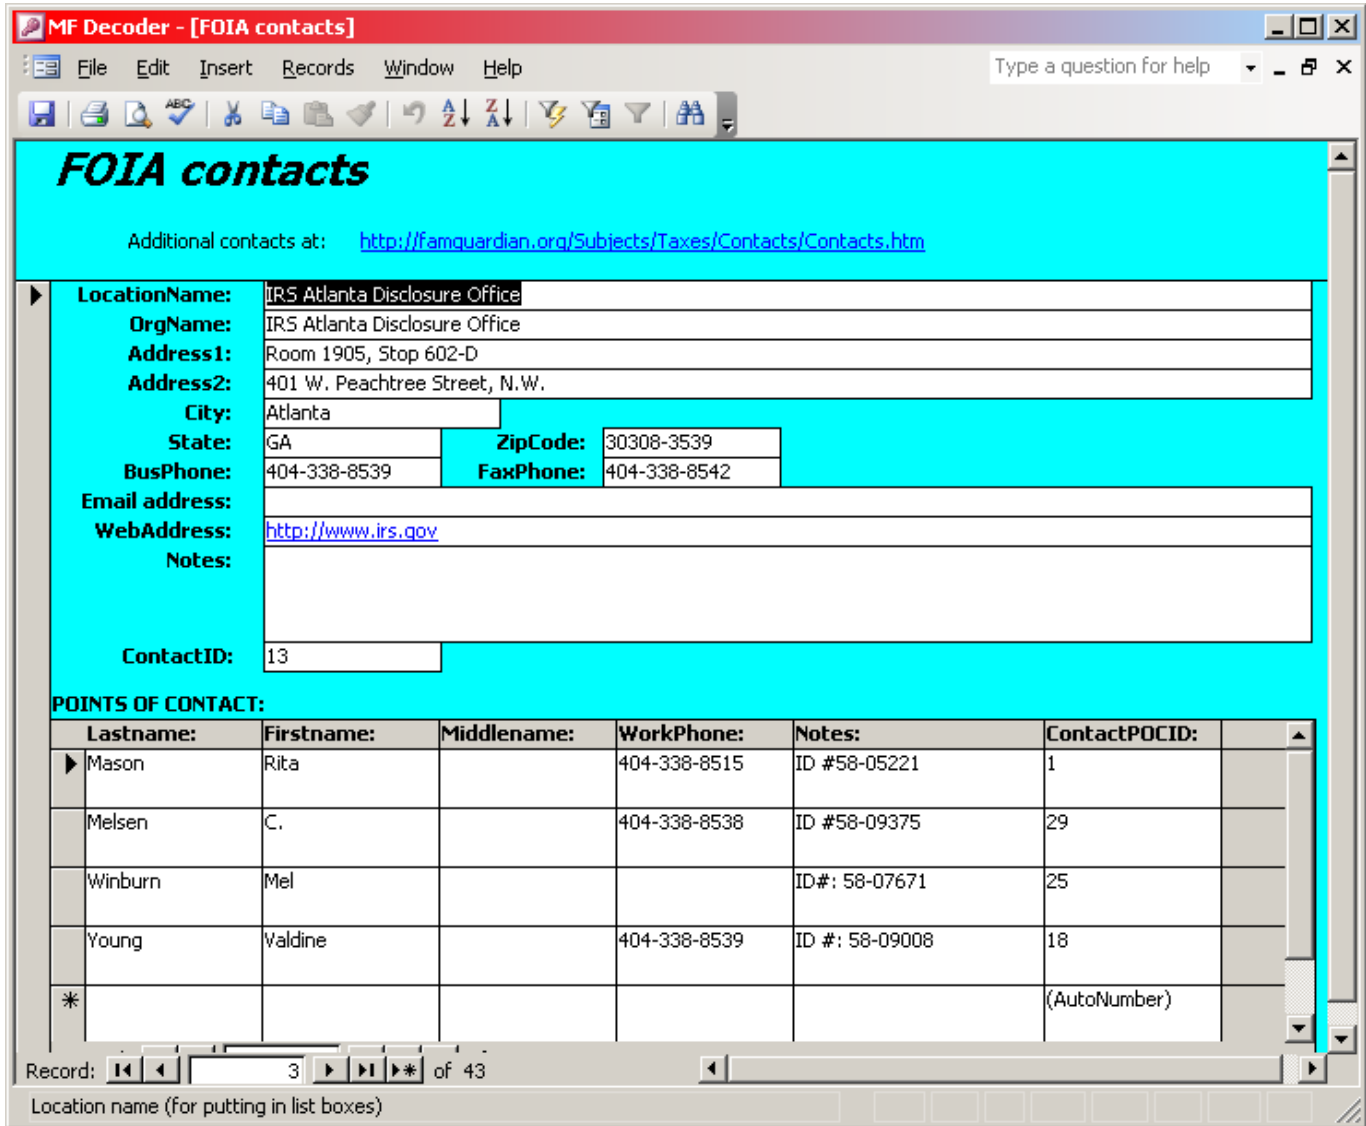 MF Decoder - [FOIA contacts]
File Edit Insert Records Window Help Type a question for help
ABC A Z Z A
FOIA contacts
Additional contacts at: http://famguardian.org/Subjects/Taxes/Contacts/Contacts.htm
LocationName: IRS Atlanta Disclosure Office
OrgName: IRS Atlanta Disclosure Office
Address1: Room 1905, Stop 602-D
Address2: 401 W. Peachtree Street, N.W.
City: Atlanta
State: GA ZipCode: 30308-3539
BusPhone: 404-338-8539 FaxPhone: 404-338-8542
Email address:
WebAddress: http://www.irs.gov
Notes:
ContactID: 13
POINTS OF CONTACT:
Lastname: Firstname: Middlename: WorkPhone: Notes: ContactPOCID:
Mason Rita 404-338-8515 ID #58-05221 1
Melsen C. 404-338-8538 ID #58-09375 29
Winburn Mel ID#: 58-07671 25
Young Valdine 404-338-8539 ID #: 58-09008 18
(AutoNumber)
Record: 3 of 43
Location name (for putting in list boxes)